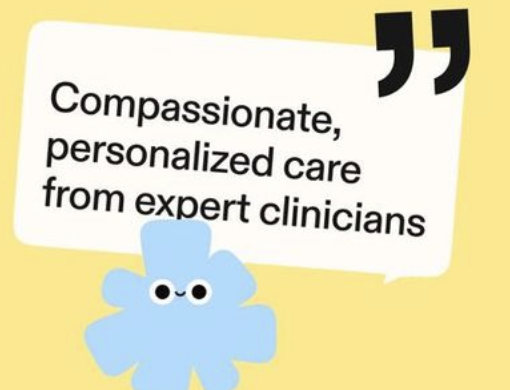 Compassionate,
personalized care
from expert clinicians